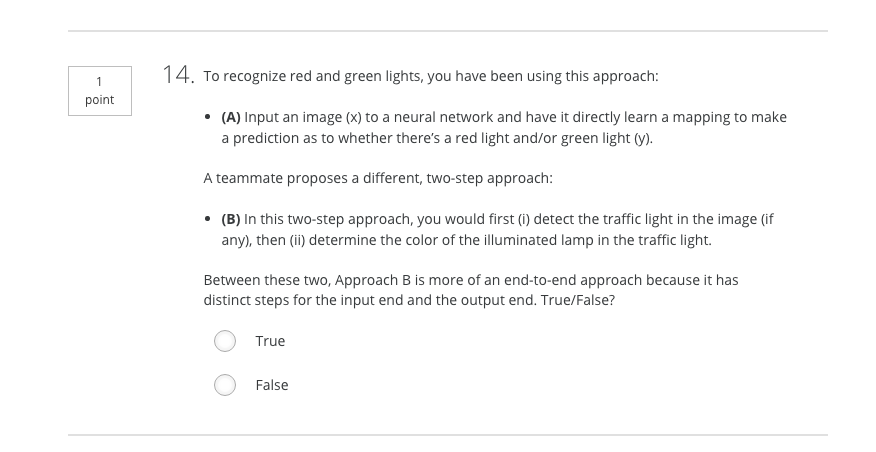 1
point
14. To recognize red and green lights, you have been using this approach:
• (A) Input an image (x) to a neural network and have it directly learn a mapping to make
a prediction as to whether there’s a red light and/or green light (y).
A teammate proposes a different, two-step approach:
• (B) In this two-step approach, you would first (i) detect the traffic light in the image (if
any), then (ii) determine the color of the illuminated lamp in the traffic light.
Between these two, Approach B is more of an end-to-end approach because it has
distinct steps for the input end and the output end. True/False?
True
False